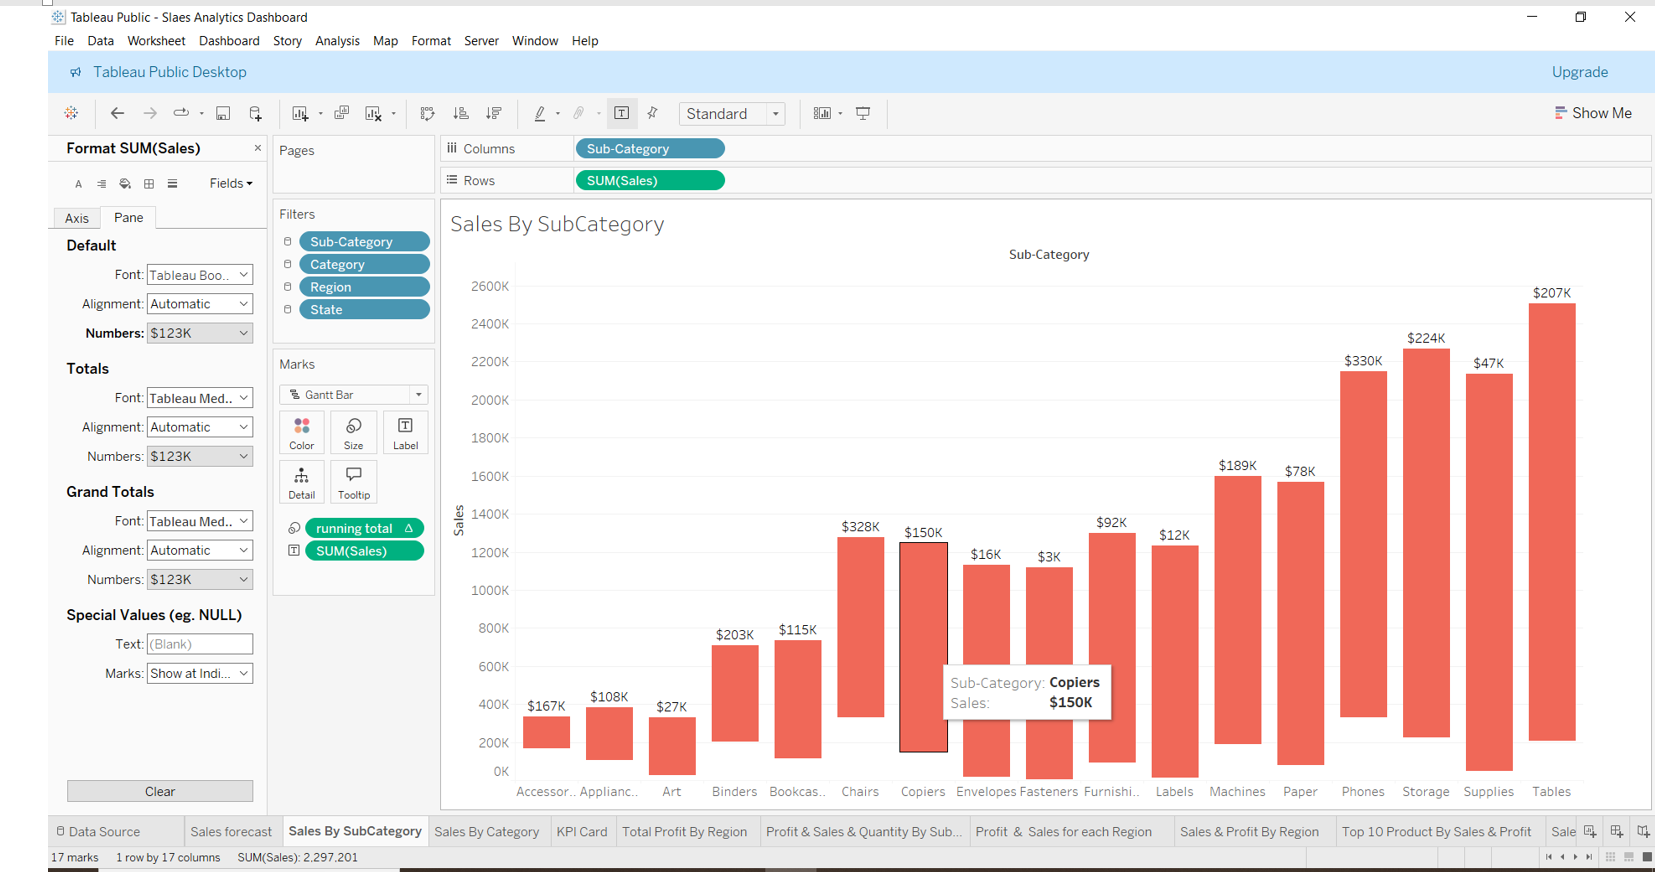 Tableau Public - Slaes Analytics Dashboard
File Data Worksheet Dashboard Story Analysis Map Format Server Window Help
Tableau Public Desktop Upgrade
Standard Show Me
Format SUM(Sales)
Fields
Axis Pane
Default
Font: Tableau Boo..
Alignment: Automatic
Numbers: $123K
Totals
Font: Tableau Med..
Alignment: Automatic
Numbers: $123K
Grand Totals
Font: Tableau Med..
Alignment: Automatic
Numbers: $123K
Special Values (eg. NULL)
Text: (Blank)
Marks: Show at Indi...
Clear
Pages
Filters
Sub-Category
Category
Region
State
Marks
Gantt Bar
Color Size Label
Detail Tooltip
running total Δ
SUM(Sales)
Columns Sub-Category
Rows SUM(Sales)
Sales By SubCategory
Sub-Category
Sales
2600K
2400K
2200K
2000K
1800K
1600K
1400K
1200K
1000K
800K
600K
400K
200K
0K
$167K $108K $27K $203K $115K $328K $150K $16K $3K $92K $12K $189K $78K $330K $224K $47K $207K
Sub-Category: Copiers
Sales: $150K
Accessor.. Applianc.. Art Binders Bookcas.. Chairs Copiers Envelopes Fasteners Furnishi.. Labels Machines Paper Phones Storage Supplies Tables
Data Source Sales forecast Sales By SubCategory Sales By Category KPI Card Total Profit By Region Profit & Sales & Quantity By Sub... Profit & Sales for each Region Sales & Profit By Region Top 10 Product By Sales & Profit Sale
17 marks 1 row by 17 columns SUM(Sales): 2,297,201